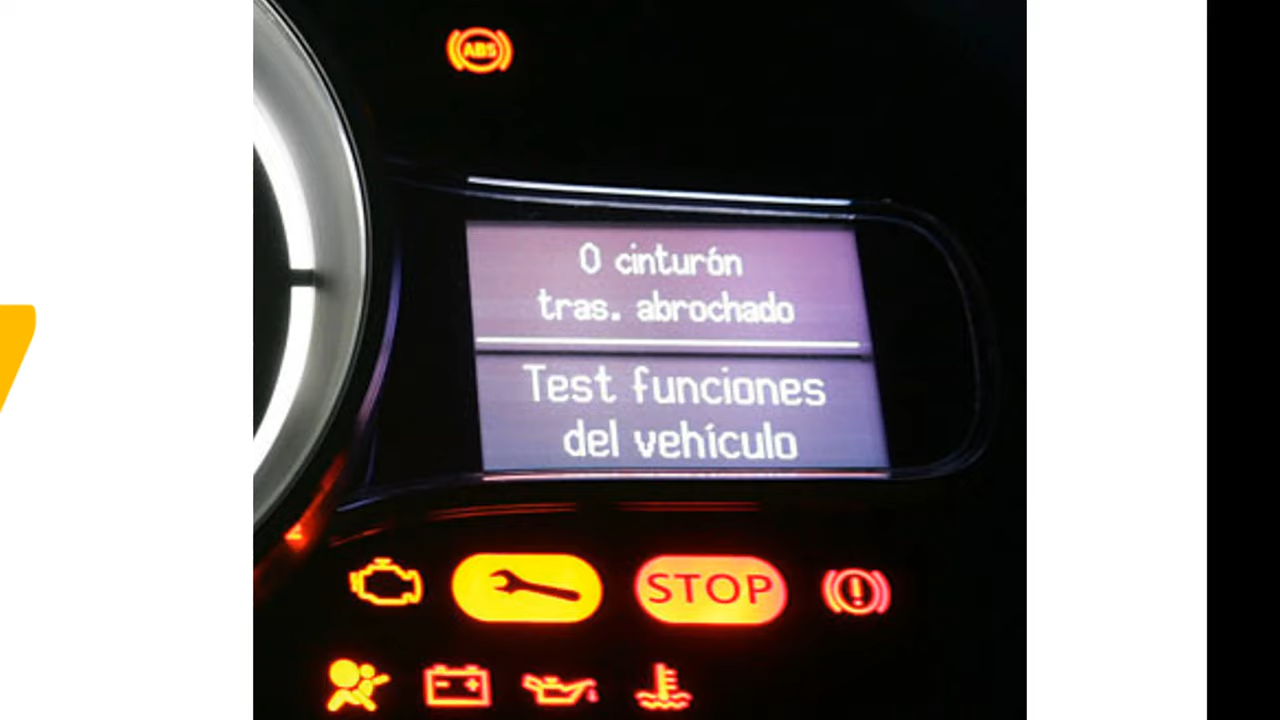 ABS
0 cinturón
tras. abrochado
Test funciones
del vehículo
STOP